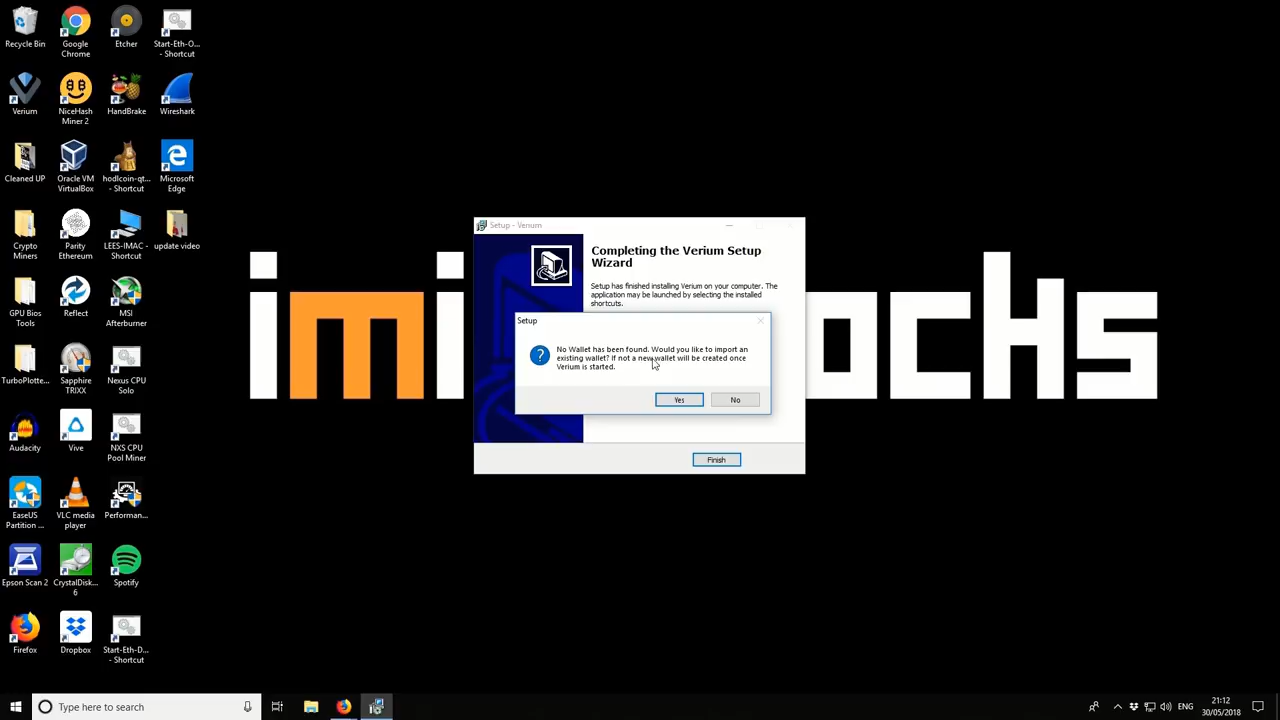 Recycle Bin
Google
Chrome
Etcher
Start-Eth-O...
- Shortcut
Verium
NiceHash
Miner 2
HandBrake
Wireshark
Cleaned UP
Oracle VM
VirtualBox
hodlcoin-qt...
- Shortcut
Microsoft
Edge
Crypto
Miners
Parity
Ethereum
LEES-IMAC -
Shortcut
update video
GPU Bios
Tools
Reflect
MSI
Afterburner
TurboPlotte...
Sapphire
TRIXX
Nexus CPU
Solo
Audacity
Vive
NXS CPU
Pool Miner
EaseUS
Partition ...
VLC media
player
Performan...
Epson Scan 2
CrystalDisk...
6
Spotify
Firefox
Dropbox
Start-Eth-D...
- Shortcut
imi
ochs
Setup - Verium
Completing the Verium Setup
Wizard
Setup has finished installing Verium on your computer. The
application may be launched by selecting the installed
shortcuts.
Setup
No Wallet has been found. Would you like to import an
existing wallet? If not a new wallet will be created once
Verium is started.
Yes
No
Finish
Type here to search
ENG
21:12
30/05/2018